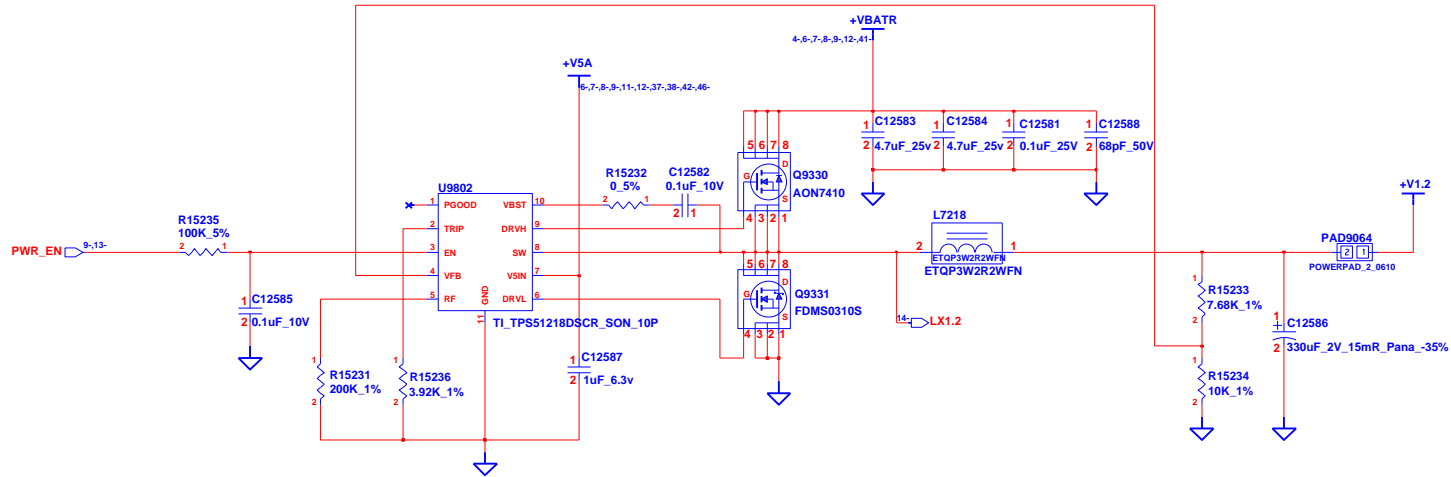 +VBATR
4-,6-,7-,8-,9-,12-,41-
+V5A
6-,7-,8-,9-,11-,12-,37-,38-,42-,46-
1 C12583
2 4.7uF_25v
1 C12584
2 4.7uF_25v
1 C12581
2 0.1uF_25V
1 C12588
2 68pF_50V
5 6 7 8
D
G
S
4 3 2 1
Q9330
AON7410
R15232
0_5%
2 1
C12582
0.1uF_10V
2 1
U9802
1 PGOOD
2 TRIP
3 EN
4 VFB
5 RF
VBST 10
DRVH 9
SW 8
V5IN 7
DRVL 6
GND
11
TI_TPS51218DSCR_SON_10P
PWR_EN
9-,13-
R15235
100K_5%
2 1
1 C12585
2 0.1uF_10V
1
R15231
200K_1%
2
1
R15236
3.92K_1%
2
1 C12587
2 1uF_6.3v
5 6 7 8
D
G
S
4 3 2 1
Q9331
FDMS0310S
L7218
2 1
ETQP3W2R2WFN
ETQP3W2R2WFN
14-
LX1.2
+V1.2
PAD9064
2 1
POWERPAD_2_0610
1
R15233
7.68K_1%
2
1
R15234
10K_1%
2
1
+
C12586
2
330uF_2V_15mR_Pana_-35%